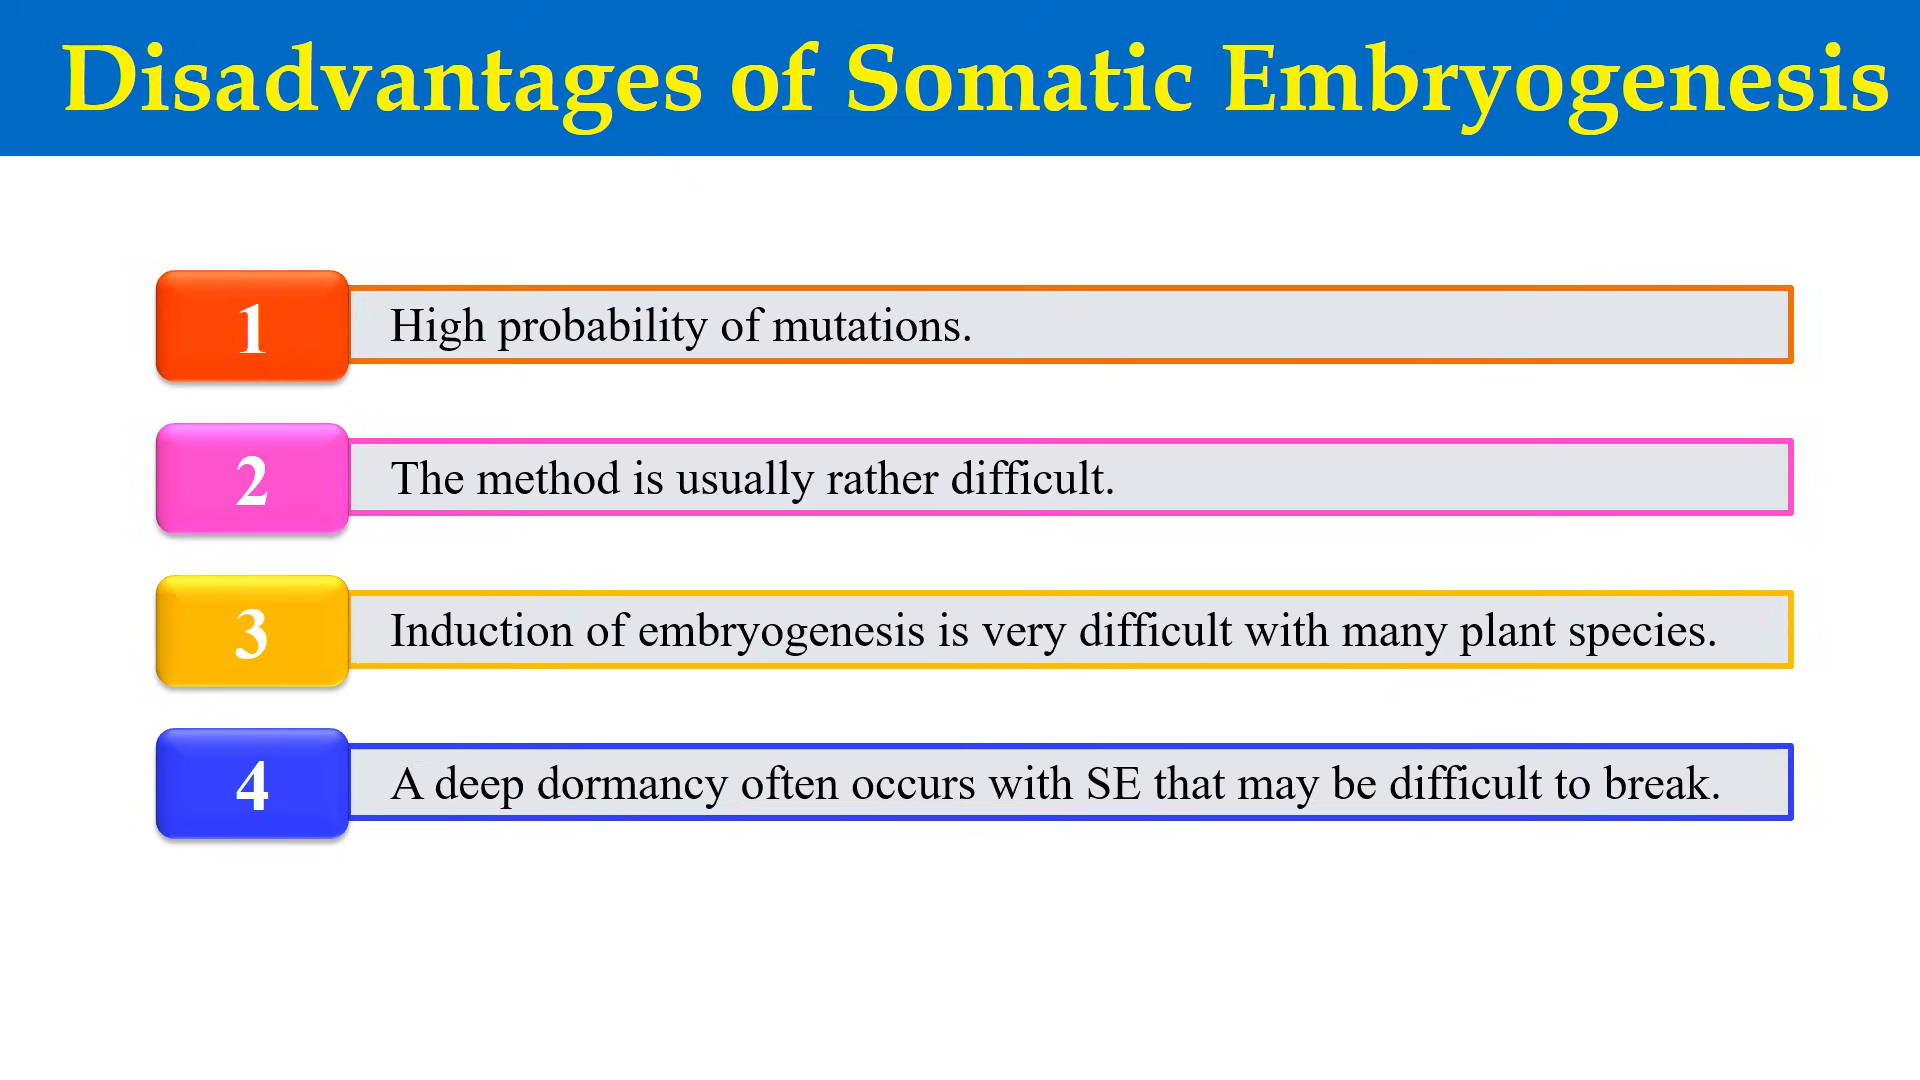 Disadvantages of Somatic Embryogenesis
1 High probability of mutations.
2 The method is usually rather difficult.
3 Induction of embryogenesis is very difficult with many plant species.
4 A deep dormancy often occurs with SE that may be difficult to break.